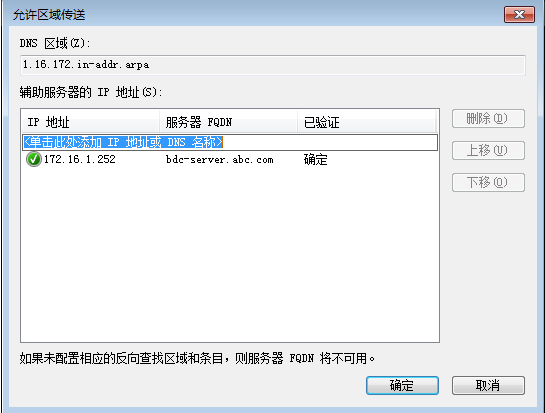 允许区域传送
DNS 区域(Z):
1.16.172.in-addr.arpa
辅助服务器的 IP 地址(S):
IP 地址 服务器 FQDN 已验证
删除(D)
<单击此处添加 IP 地址或 DNS 名称>
172.16.1.252 bdc-server.abc.com 确定
上移(U)
下移(O)
如果未配置相应的反向查找区域和条目，则服务器 FQDN 将不可用。
确定 取消